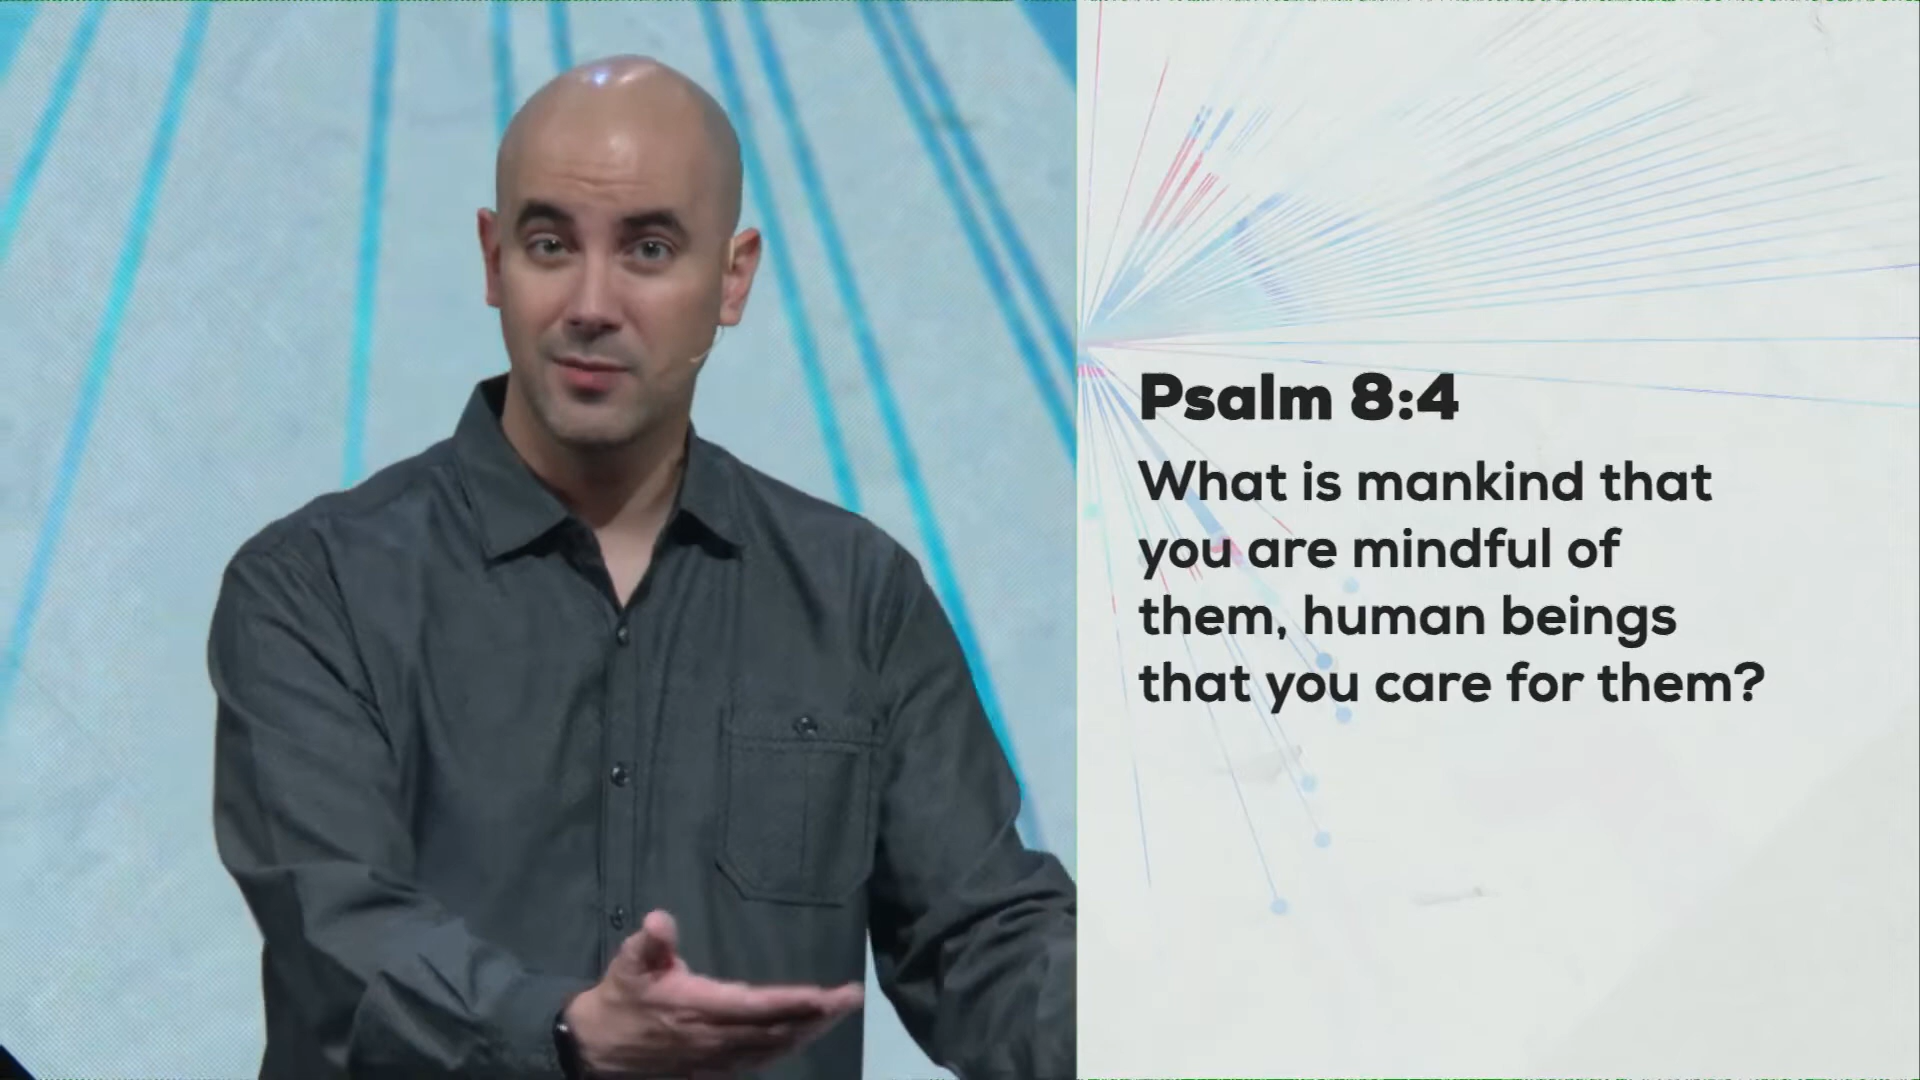 Psalm 8:4
What is mankind that
you are mindful of
them, human beings
that you care for them?